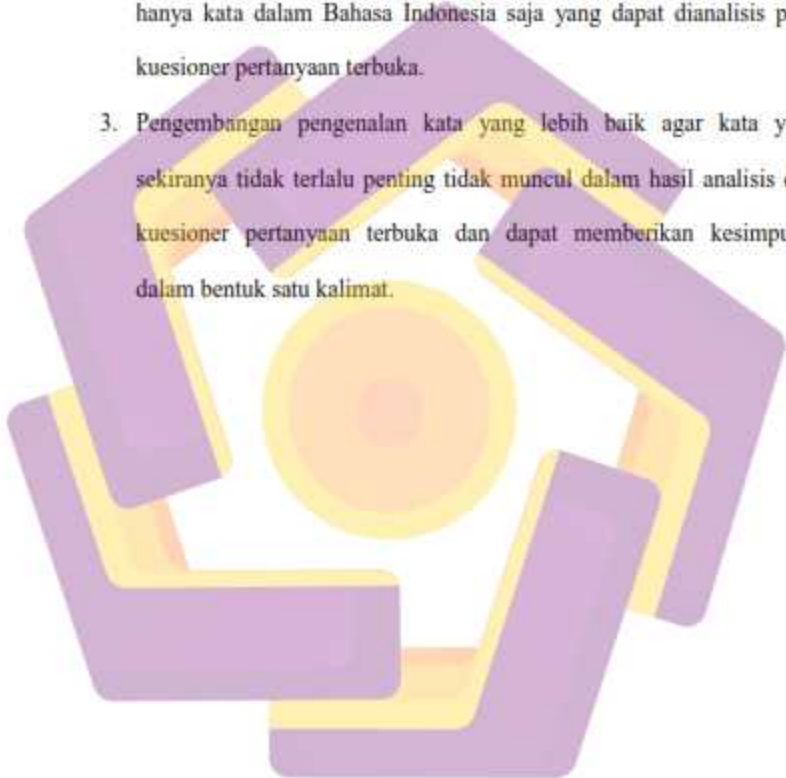 hanya kata dalam Bahasa Indonesia saja yang dapat dianalisis p
kuesioner pertanyaan terbuka.
3. Pengembangan pengenalan kata yang lebih baik agar kata y
sekiranya tidak terlalu penting tidak muncul dalam hasil analisis
kuesioner pertanyaan terbuka dan dapat memberikan kesimpu
dalam bentuk satu kalimat.